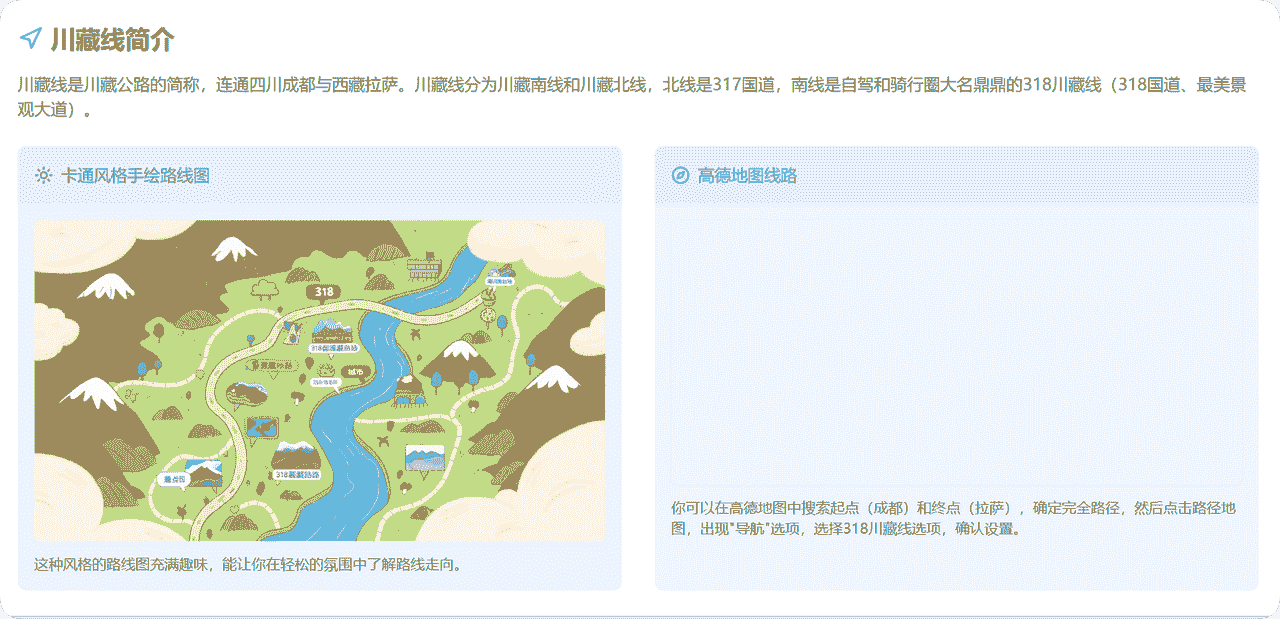 川藏线简介
川藏线是川藏公路的简称，连通四川成都与西藏拉萨。川藏线分为川藏南线和川藏北线，北线是317国道，南线是自驾和骑行圈大名鼎鼎的318川藏线（318国道、最美景
观大道）。
卡通风格手绘路线图
高德地图线路
318
你可以在高德地图中搜索起点（成都）和终点（拉萨），确定完全路径，然后点击路径地
图，出现"导航"选项，选择318川藏线选项，确认设置。
这种风格的路线图充满趣味，能让你在轻松的氛围中了解路线走向。